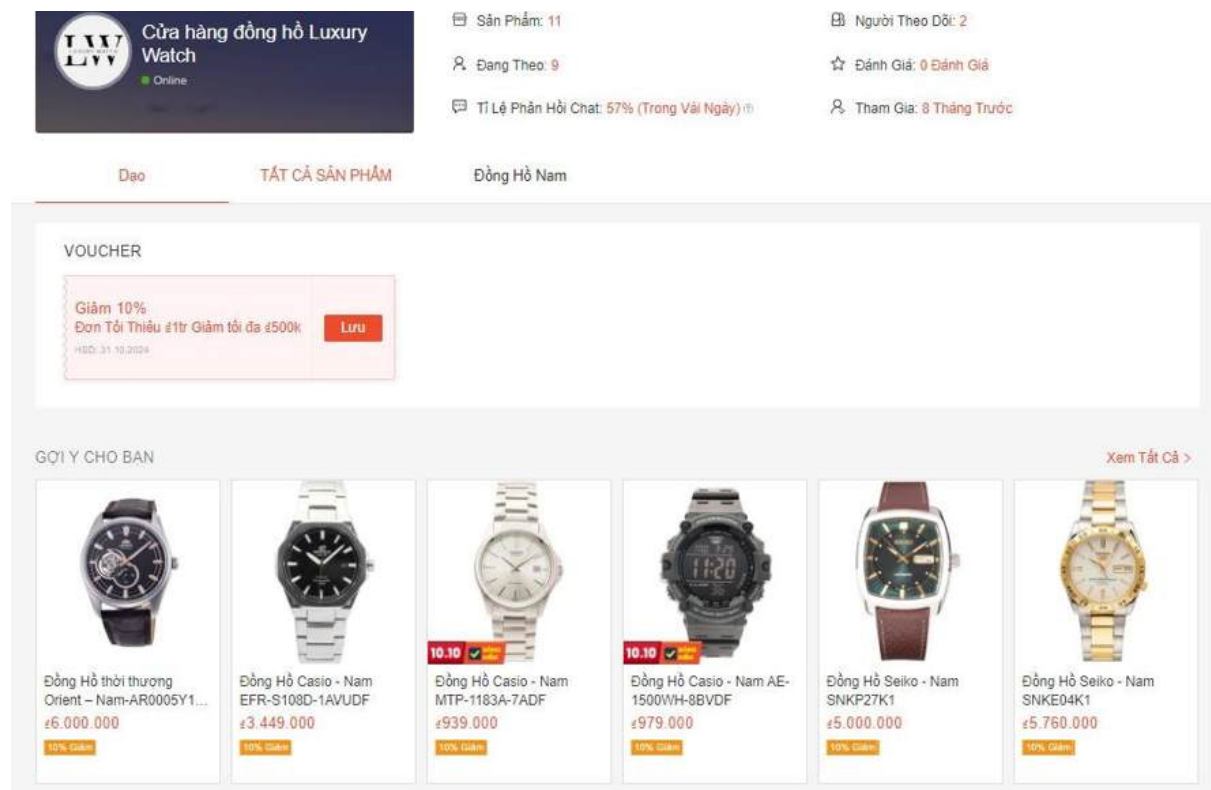 LW
LUXURY WATCH
Cửa hàng đồng hồ Luxury
Watch
Online
Sản Phẩm: 11
Người Theo Dõi: 2
Đang Theo: 9
Đánh Giá: 0 Đánh Giá
Tỉ Lệ Phản Hồi Chat: 57% (Trong Vài Ngày)
Tham Gia: 8 Tháng Trước
Dạo
TẤT CẢ SẢN PHẨM
Đồng Hồ Nam
VOUCHER
Giảm 10%
Đơn Tối Thiểu ₫1tr Giảm tối đa ₫500k
Lưu
HSD: 31.10.2024
GỢI Ý CHO BẠN
Xem Tất Cả >
11:20
10.10
10.10
Đồng Hồ thời thượng
Orient – Nam-AR0005Y1...
₫6.000.000
10% Giảm
Đồng Hồ Casio - Nam
EFR-S108D-1AVUDF
₫3.449.000
10% Giảm
Đồng Hồ Casio - Nam
MTP-1183A-7ADF
₫939.000
10% Giảm
Đồng Hồ Casio - Nam AE-
1500WH-8BVDF
₫979.000
10% Giảm
Đồng Hồ Seiko - Nam
SNKP27K1
₫5.000.000
10% Giảm
Đồng Hồ Seiko - Nam
SNKE04K1
₫5.760.000
10% Giảm